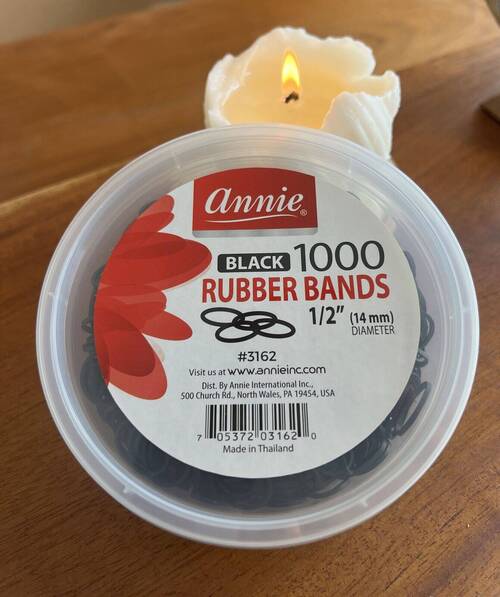 annie®
BLACK 1000
RUBBER BANDS
1/2" (14 mm)
DIAMETER
#3162
Visit us at www.annieinc.com
Dist. By Annie International Inc.,
500 Church Rd., North Wales, PA 19454, USA
7 05372 03162 0
Made in Thailand